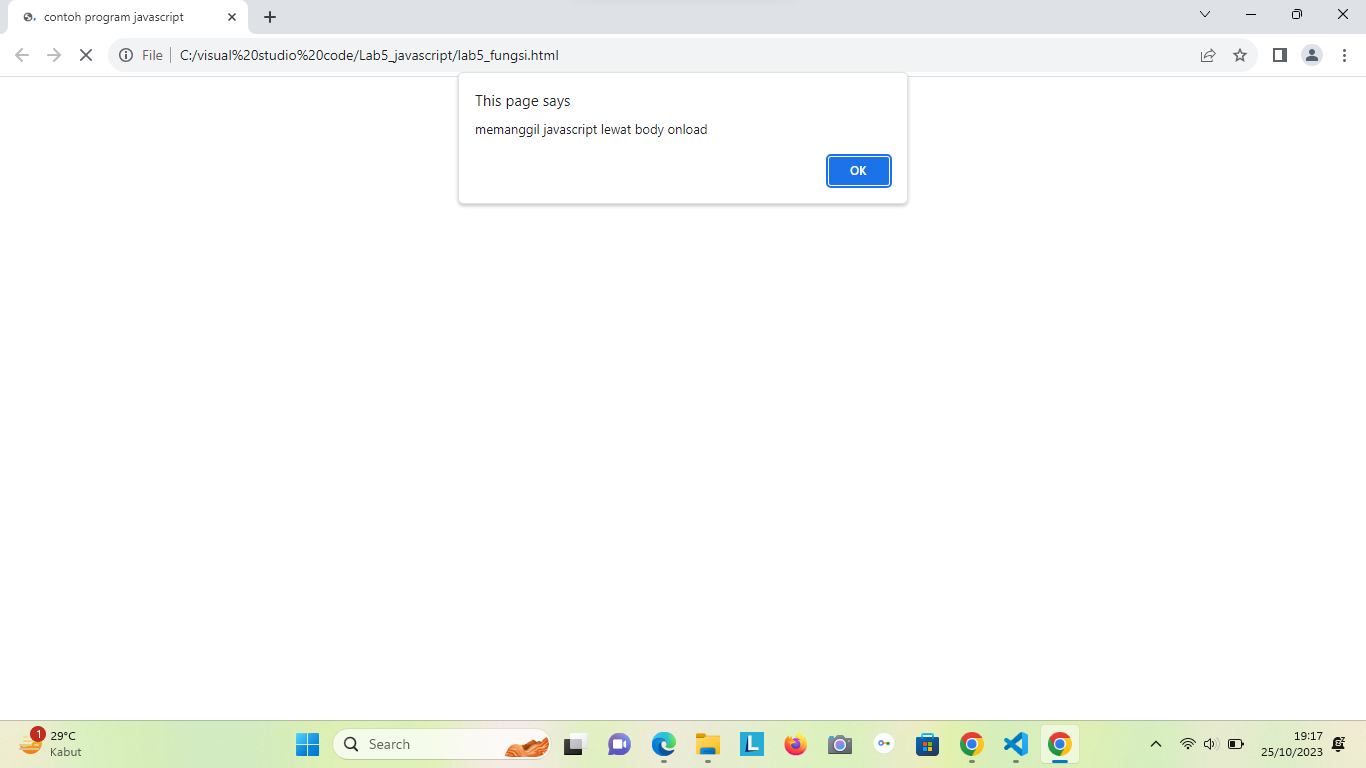 contoh program javascript
File
C:/visual%20studio%20code/Lab5_javascript/lab5_fungsi.html
This page says
memanggil javascript lewat body onload
OK
1
29°C
Kabut
Search
L
19:17
25/10/2023